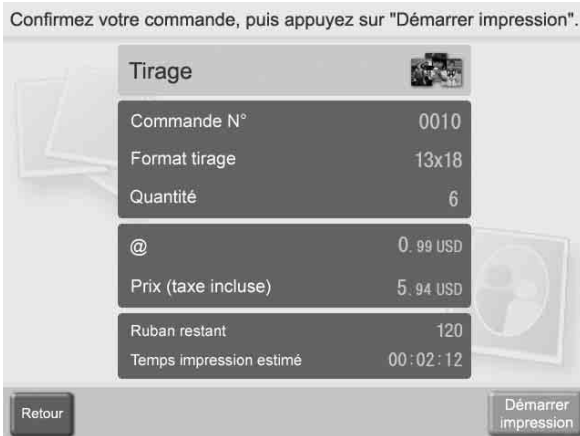 Confirmez votre commande, puis appuyez sur "Démarrer impression".
Tirage
Commande N° 0010
Format tirage 13x18
Quantité 6
@ 0.99 USD
Prix (taxe incluse) 5.94 USD
Ruban restant 120
Temps impression estimé 00:02:12
Retour
Démarrer
impression